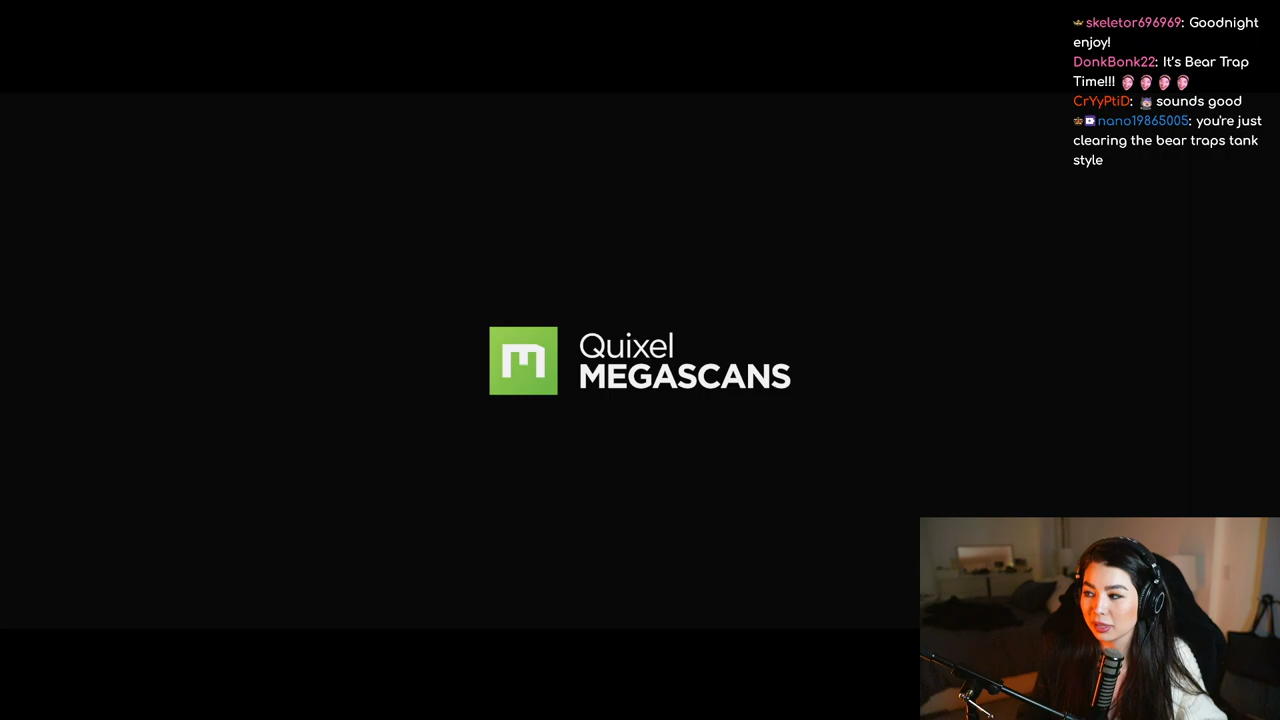 skeletor696969: Goodnight
enjoy!
DonkBonk22: It's Bear Trap
Time!!!
CrYyPtiD: sounds good
nano19865005: you're just
clearing the bear traps tank
style
Quixel
MEGASCANS